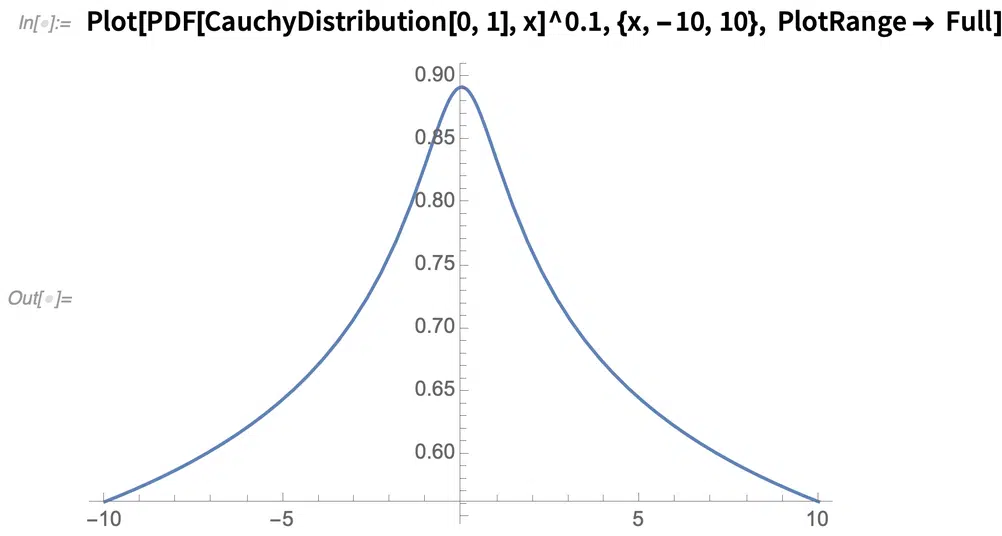 In[●]:= Plot[PDF[CauchyDistribution[0, 1], x]^0.1, {x, -10, 10}, PlotRange → Full]
0.90
0.85
0.80
0.75
0.70
0.65
0.60
Out[●]=
-10 -5 5 10